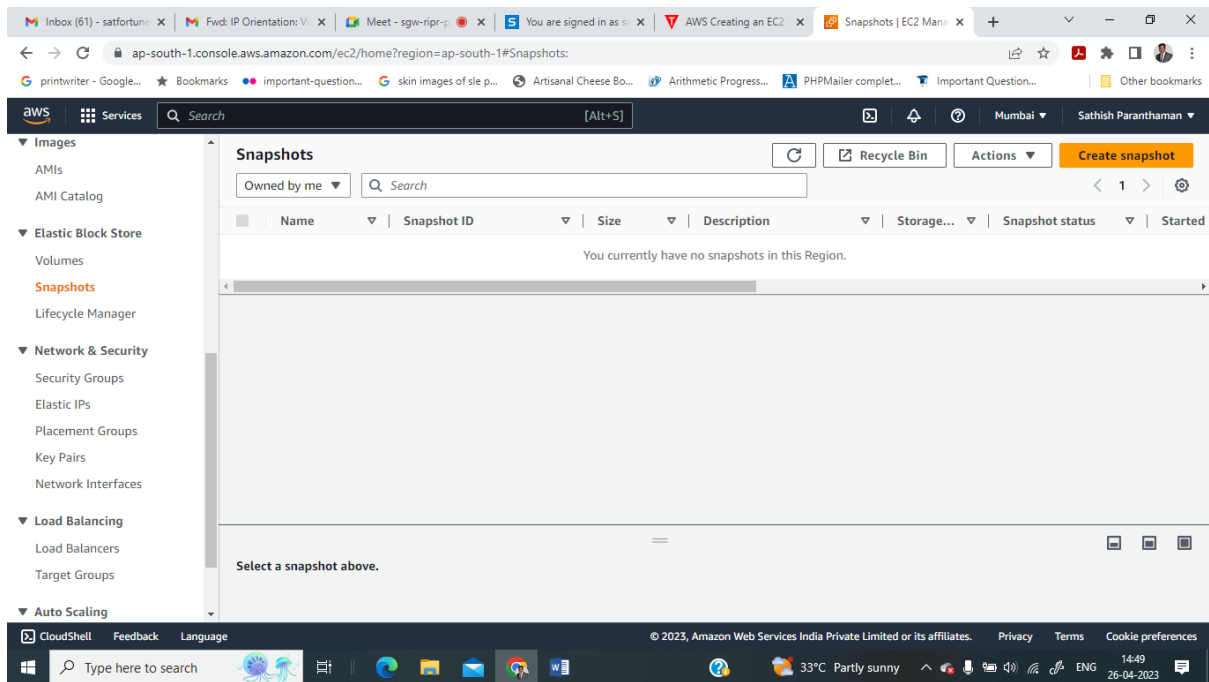 Inbox (61) - satfortune
Fwd: IP Orientation: Vi
Meet - sgw-ripr-p
You are signed in as sa
AWS Creating an EC2
Snapshots | EC2 Mana
ap-south-1.console.aws.amazon.com/ec2/home?region=ap-south-1#Snapshots:
printwriter - Google...
Bookmarks
important-question...
skin images of sle p...
Artisanal Cheese Bo...
Arithmetic Progress...
PHPMailer complet...
Important Question...
Other bookmarks
aws
Services
Search
[Alt+S]
Mumbai
Sathish Paranthaman
Images
AMIs
AMI Catalog
Elastic Block Store
Volumes
Snapshots
Lifecycle Manager
Network & Security
Security Groups
Elastic IPs
Placement Groups
Key Pairs
Network Interfaces
Load Balancing
Load Balancers
Target Groups
Auto Scaling
Snapshots
Recycle Bin
Actions
Create snapshot
Owned by me
Search
1
Name
Snapshot ID
Size
Description
Storage...
Snapshot status
Started
You currently have no snapshots in this Region.
Select a snapshot above.
CloudShell
Feedback
Language
© 2023, Amazon Web Services India Private Limited or its affiliates.
Privacy
Terms
Cookie preferences
Type here to search
33°C Partly sunny
ENG
14:49
26-04-2023